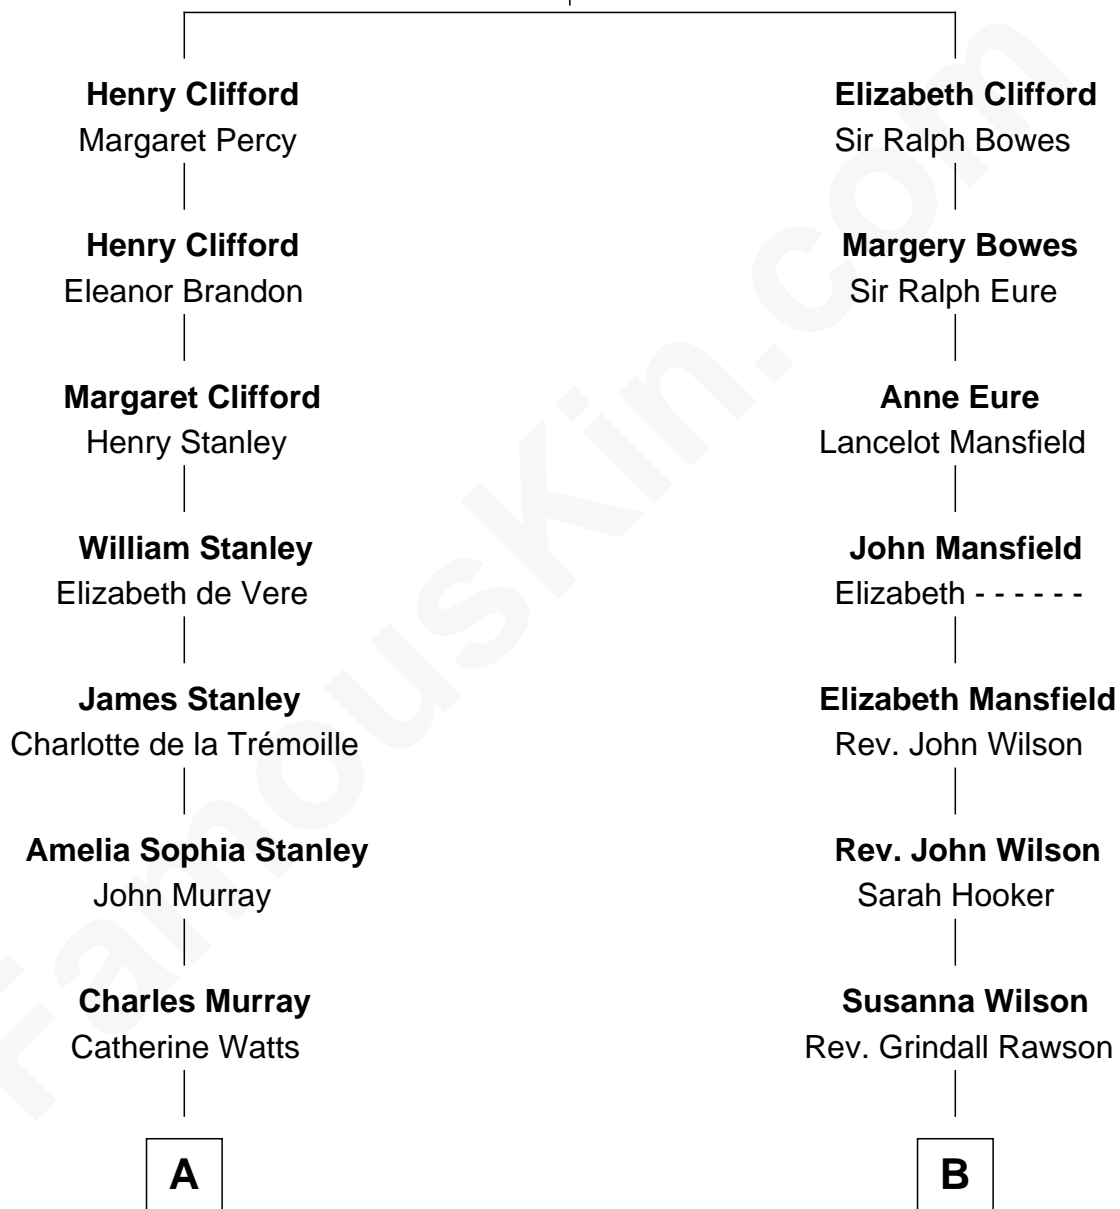 Henry Clifford
Margaret Percy
Henry Clifford
Eleanor Brandon
Margaret Clifford
Henry Stanley
William Stanley
Elizabeth de Vere
James Stanley
Charlotte de la Trémoille
Amelia Sophia Stanley
John Murray
Charles Murray
Catherine Watts
A
Elizabeth Clifford
Sir Ralph Bowes
Margery Bowes
Sir Ralph Eure
Anne Eure
Lancelot Mansfield
John Mansfield
Elizabeth - - - - - -
Elizabeth Mansfield
Rev. John Wilson
Rev. John Wilson
Sarah Hooker
Susanna Wilson
Rev. Grindall Rawson
B
FamousKin.com